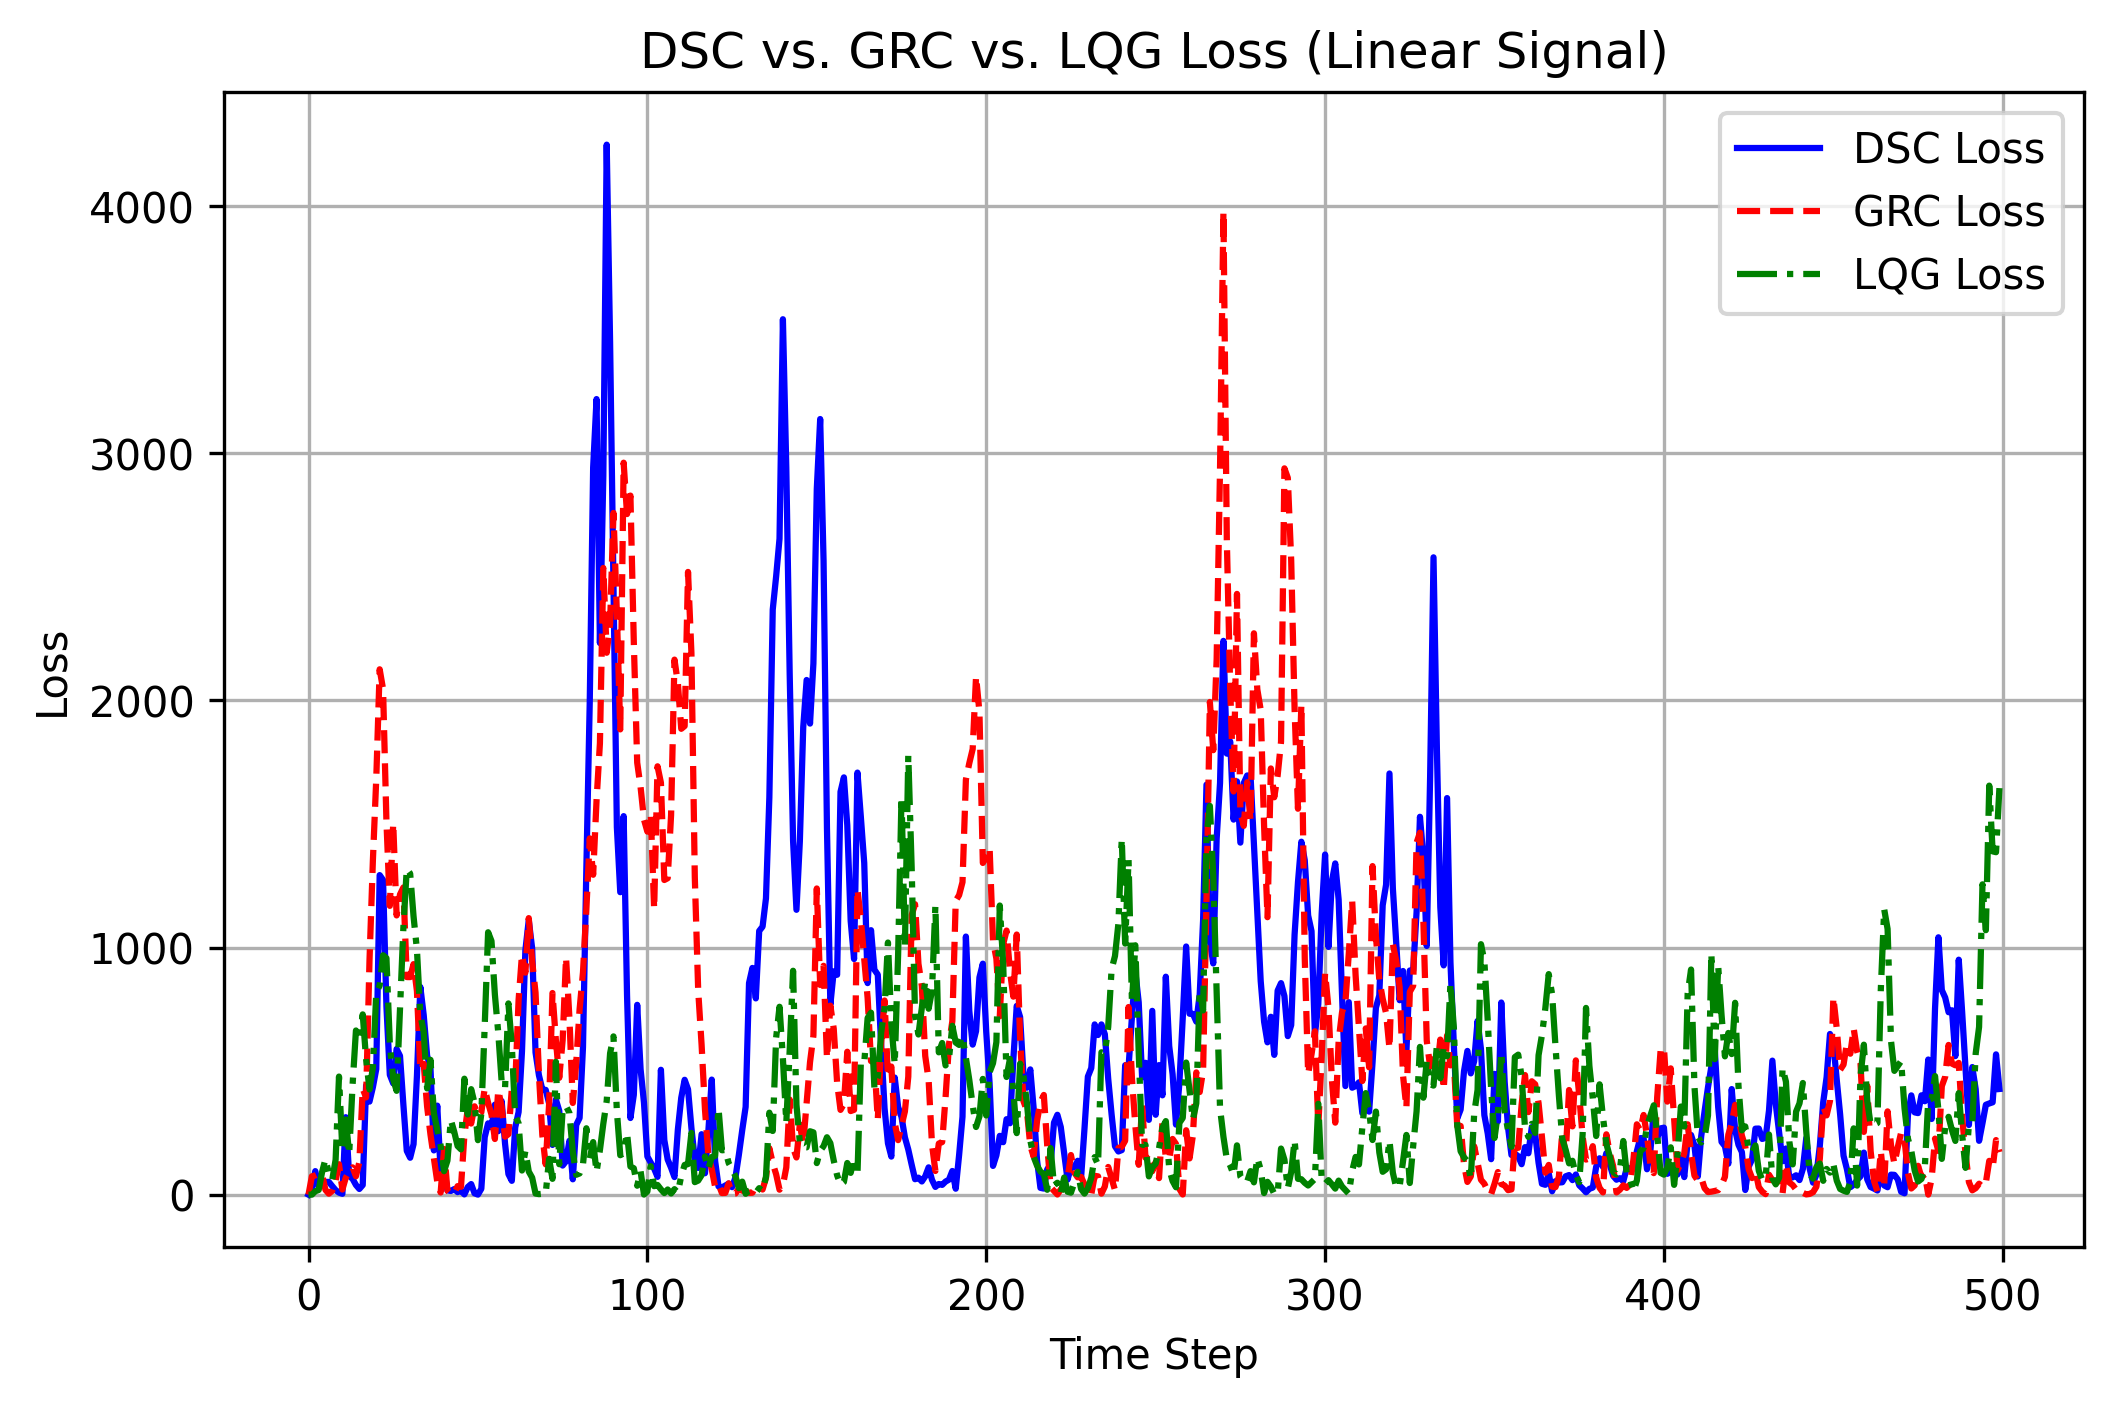 DSC vs. GRC vs. LQG Loss (Linear Signal)
DSC Loss
GRC Loss
LQG Loss
4000
3000
2000
1000
0
Loss
0 100 200 300 400 500
Time Step